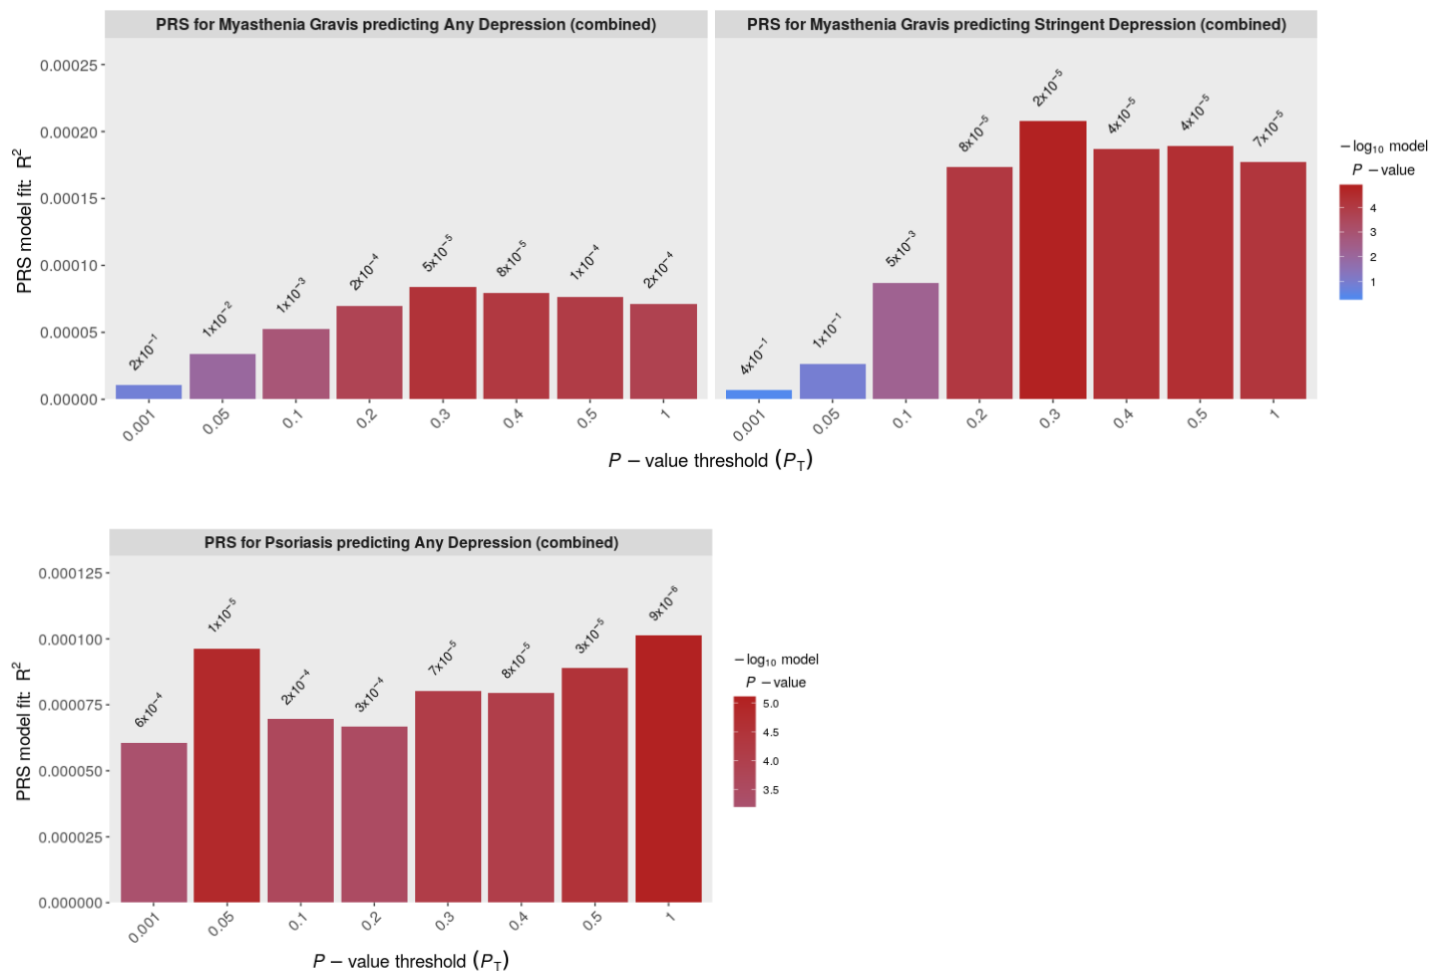 PRS for Myasthenia Gravis predicting Any Depression (combined)
PRS for Myasthenia Gravis predicting Stringent Depression (combined)
PRS model fit: R²
0.00025
0.00020
0.00015
0.00010
0.00005
0.00000
2x10⁻¹
1x10⁻²
1x10⁻³
2x10⁻⁴
5x10⁻⁵
8x10⁻⁵
1x10⁻⁴
2x10⁻⁴
4x10⁻¹
1x10⁻¹
5x10⁻³
8x10⁻⁵
2x10⁻⁵
4x10⁻⁵
4x10⁻⁵
7x10⁻⁵
0.001 0.05 0.1 0.2 0.3 0.4 0.5 1
0.001 0.05 0.1 0.2 0.3 0.4 0.5 1
P − value threshold (P_T)
−log₁₀ model
P −value
4
3
2
1
PRS for Psoriasis predicting Any Depression (combined)
PRS model fit: R²
0.000125
0.000100
0.000075
0.000050
0.000025
0.000000
6x10⁻⁴
1x10⁻⁵
2x10⁻⁴
3x10⁻⁴
7x10⁻⁵
8x10⁻⁵
3x10⁻⁵
9x10⁻⁶
0.001 0.05 0.1 0.2 0.3 0.4 0.5 1
P − value threshold (P_T)
−log₁₀ model
P −value
5.0
4.5
4.0
3.5